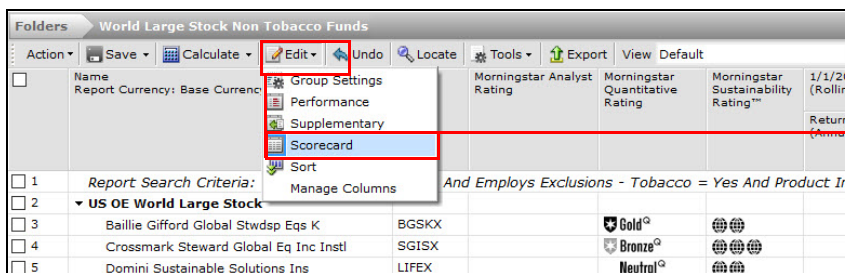 Folders World Large Stock Non Tobacco Funds
Action Save Calculate Edit Undo Locate Tools Export View Default
Name
Report Currency: Base Currenc
Morningstar Analyst
Rating
Morningstar
Quantitative
Rating
Morningstar
Sustainability
Rating™
1/1/2
(Rollin
Return
(Annu
Group Settings
Performance
Supplementary
Scorecard
Sort
Manage Columns
1 Report Search Criteria: And Employs Exclusions - Tobacco = Yes And Product In
2 US OE World Large Stock
3 Baillie Gifford Global Stwdsp Eqs K BGSKX Gold Q
4 Crossmark Steward Global Eq Inc Instl SGISX Bronze Q
5 Domini Sustainable Solutions Ins LIFEX Neutral Q